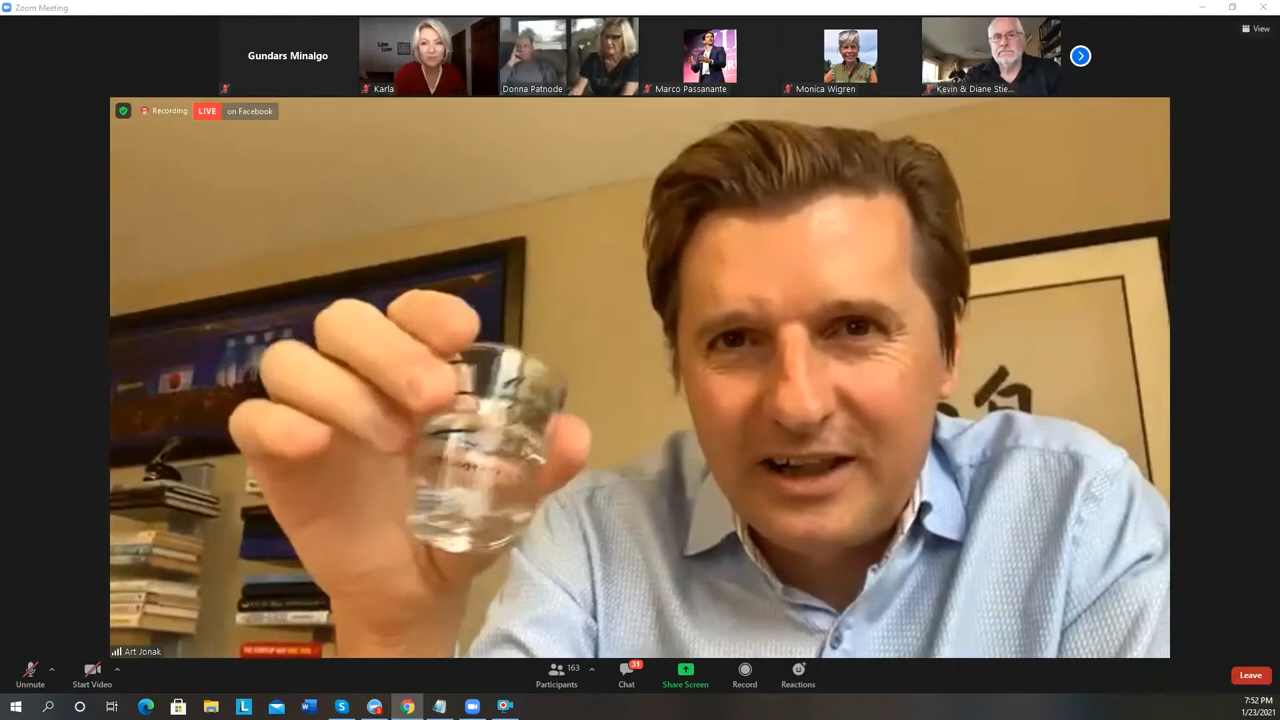 Zoom Meeting
Gundars Minalgo
Karla
Donna Patnode
Marco Passanante
Monica Wigren
Kevin & Diane Stie...
View
Recording
LIVE
on Facebook
Art Jonak
Unmute
Start Video
163
Participants
31
Chat
Share Screen
Record
Reactions
Leave
7:52 PM
1/23/2021